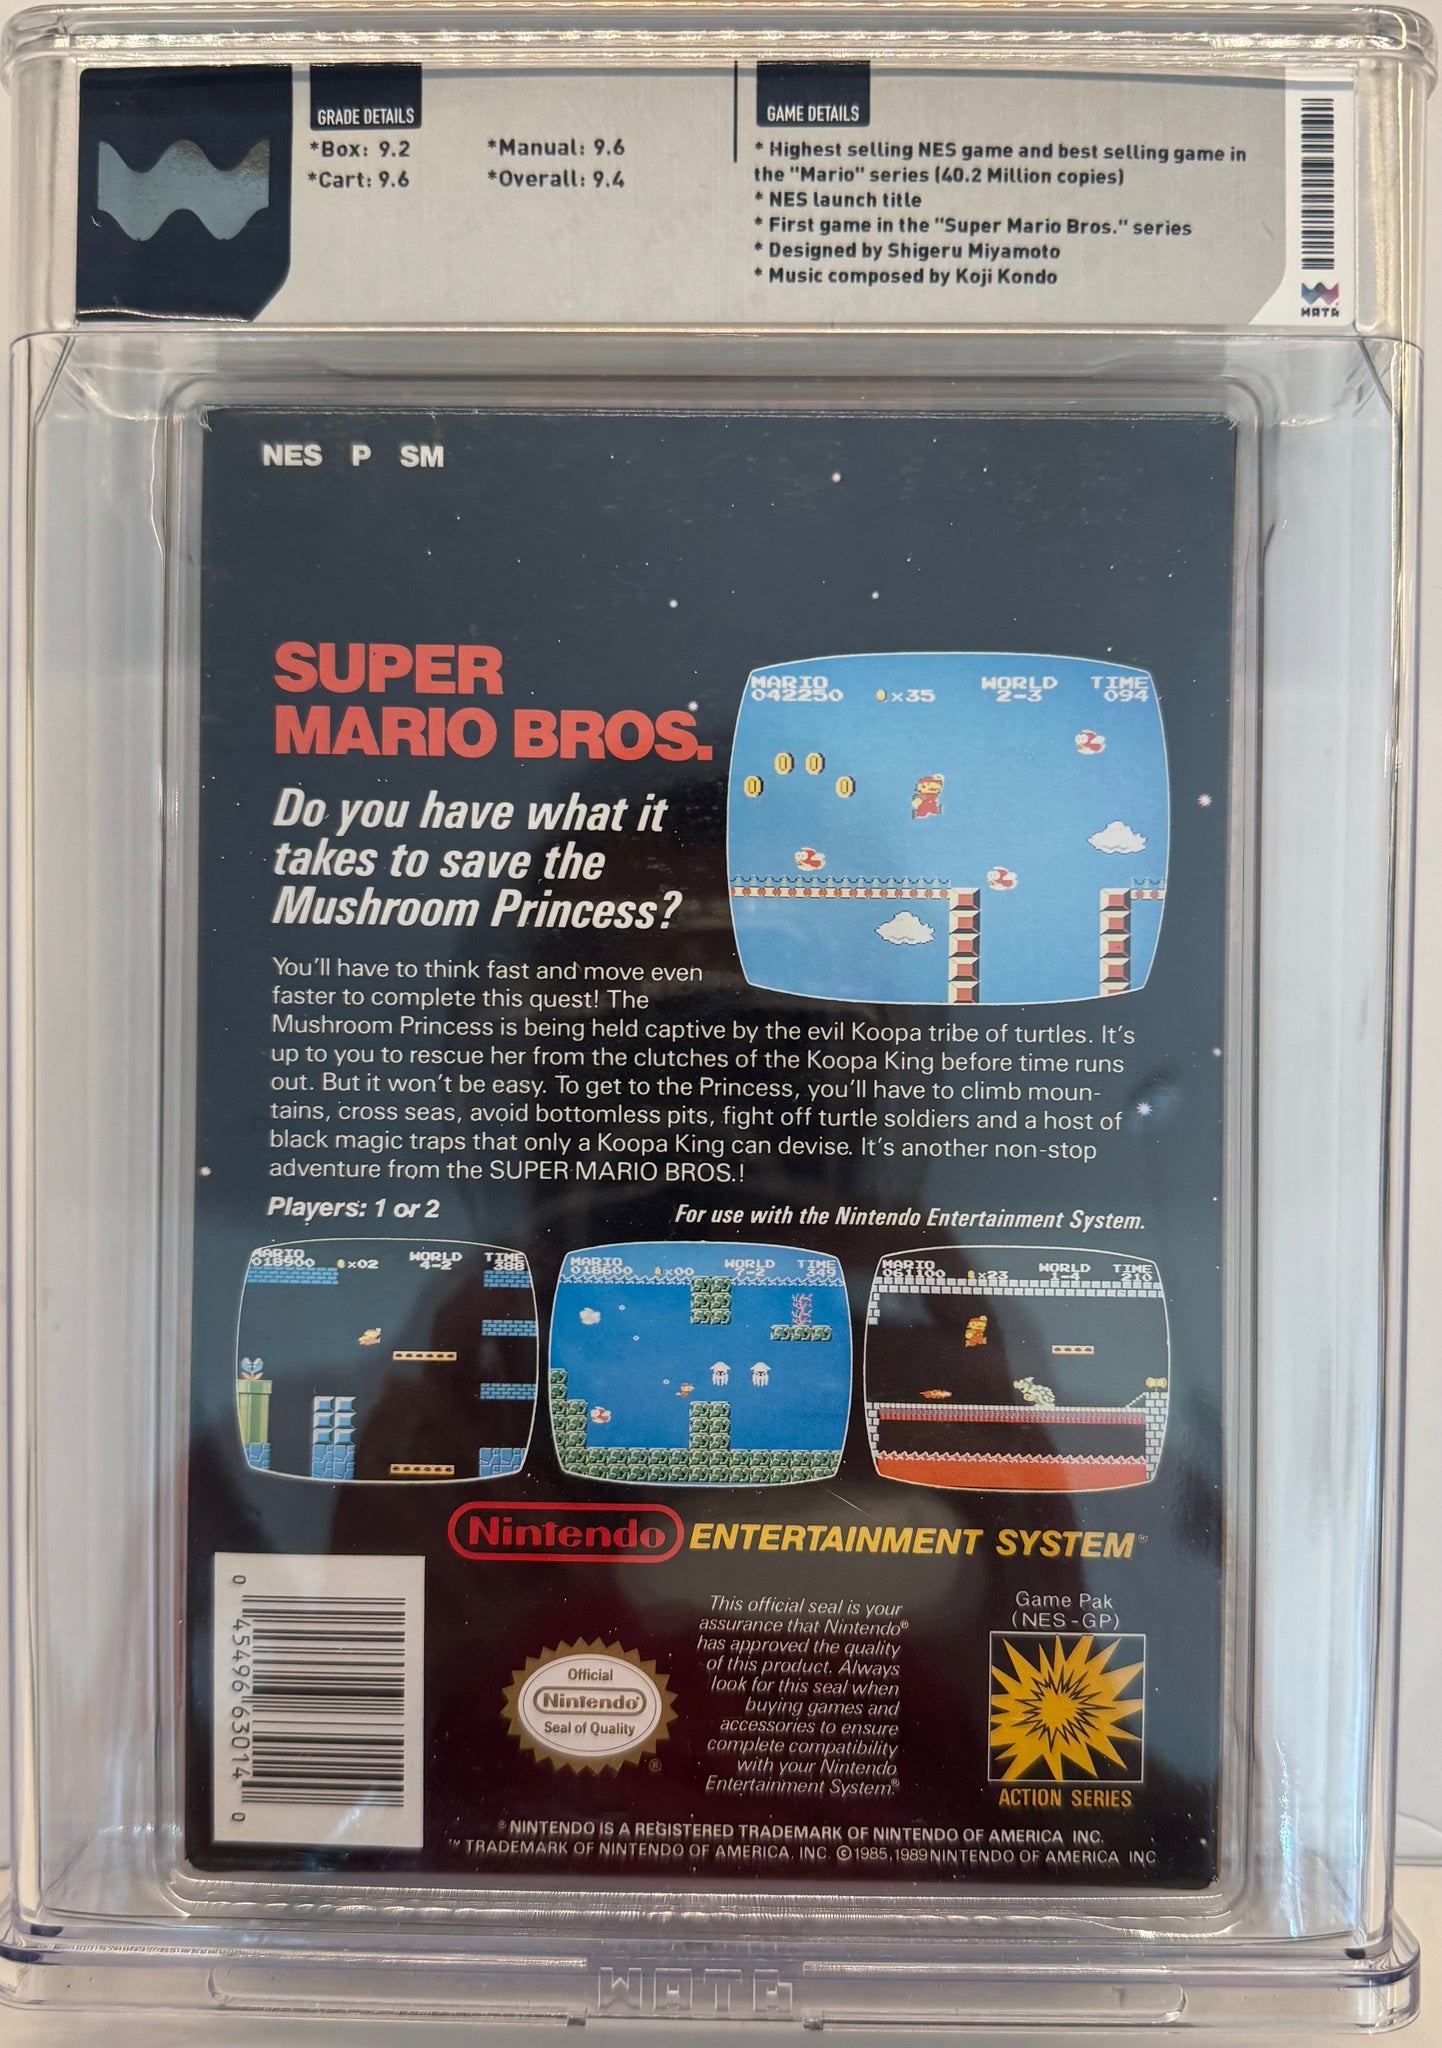 GRADE DETAILS
*Box: 9.2
*Manual: 9.6
*Cart: 9.6
*Overall: 9.4
GAME DETAILS
* Highest selling NES game and best selling game in
the "Mario" series (40.2 Million copies)
* NES launch title
* First game in the "Super Mario Bros." series
* Designed by Shigeru Miyamoto
* Music composed by Koji Kondo
WATA
NES P SM
SUPER
MARIO BROS.
Do you have what it
takes to save the
Mushroom Princess?
MARIO WORLD TIME
042250 x35 2-3 094
You'll have to think fast and move even
faster to complete this quest! The
Mushroom Princess is being held captive by the evil Koopa tribe of turtles. It's
up to you to rescue her from the clutches of the Koopa King before time runs
out. But it won't be easy. To get to the Princess, you'll have to climb moun-
tains, cross seas, avoid bottomless pits, fight off turtle soldiers and a host of
black magic traps that only a Koopa King can devise. It's another non-stop
adventure from the SUPER MARIO BROS.!
Players: 1 or 2
For use with the Nintendo Entertainment System.
MARIO WORLD TIME
018900 x02 4-2 388
MARIO WORLD TIME
018600 x00 7-2 349
MARIO WORLD TIME
061100 x23 1-4 210
Nintendo ENTERTAINMENT SYSTEM
0 45496 63014 0
Official
Nintendo
Seal of Quality
®
This official seal is your
assurance that Nintendo®
has approved the quality
of this product. Always
look for this seal when
buying games and
accessories to ensure
complete compatibility
with your Nintendo
Entertainment System.®
Game Pak
(NES-GP)
ACTION SERIES
® NINTENDO IS A REGISTERED TRADEMARK OF NINTENDO OF AMERICA INC.
™ TRADEMARK OF NINTENDO OF AMERICA, INC. ©1985,1989 NINTENDO OF AMERICA INC
WATA